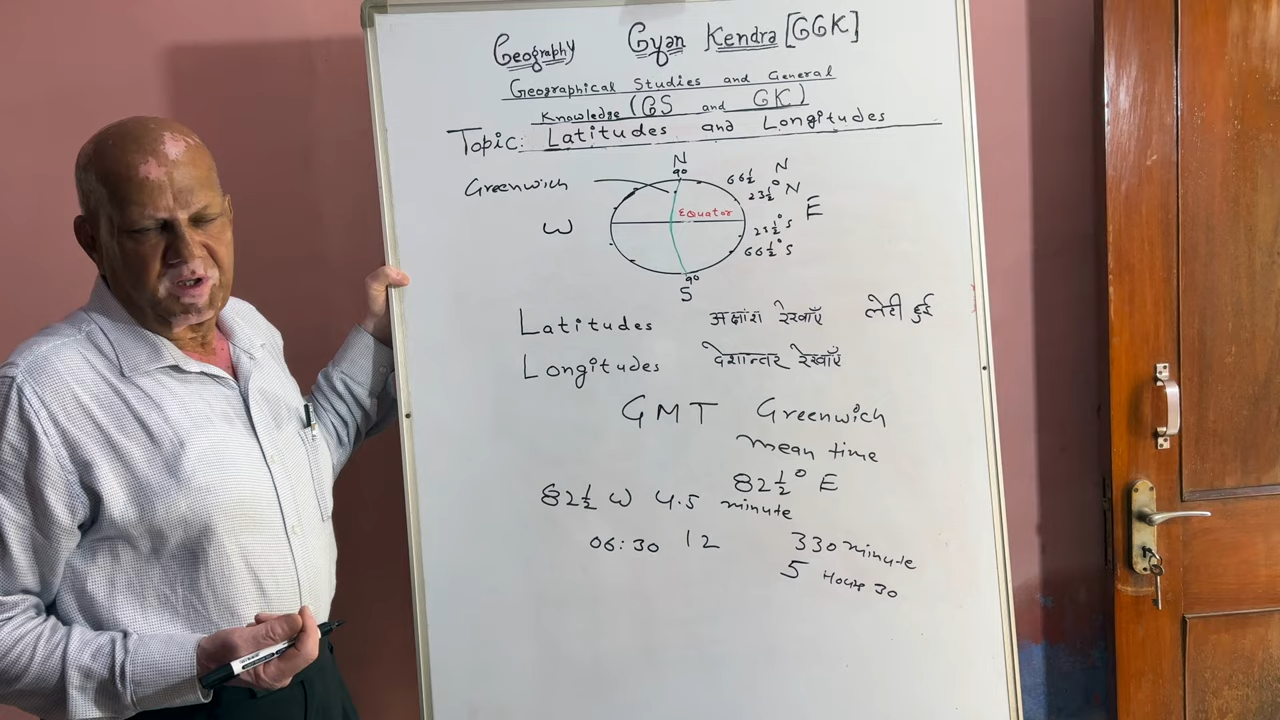 Geography Gyan Kendra [GGK]
Geographical Studies and General
Knowledge (GS and GK)
Topic: Latitudes and Longitudes
N
90
Greenwich
66½ N
23½° N
W
Equator
E
23½° S
66½° S
90
S
Latitudes अक्षांश रेखाएँ लेटी हुई
Longitudes देशान्तर रेखाएँ
GMT Greenwich
mean time
82½° E
82½ W 4.5 minute
06:30 12
330 minute
5 Hour 30